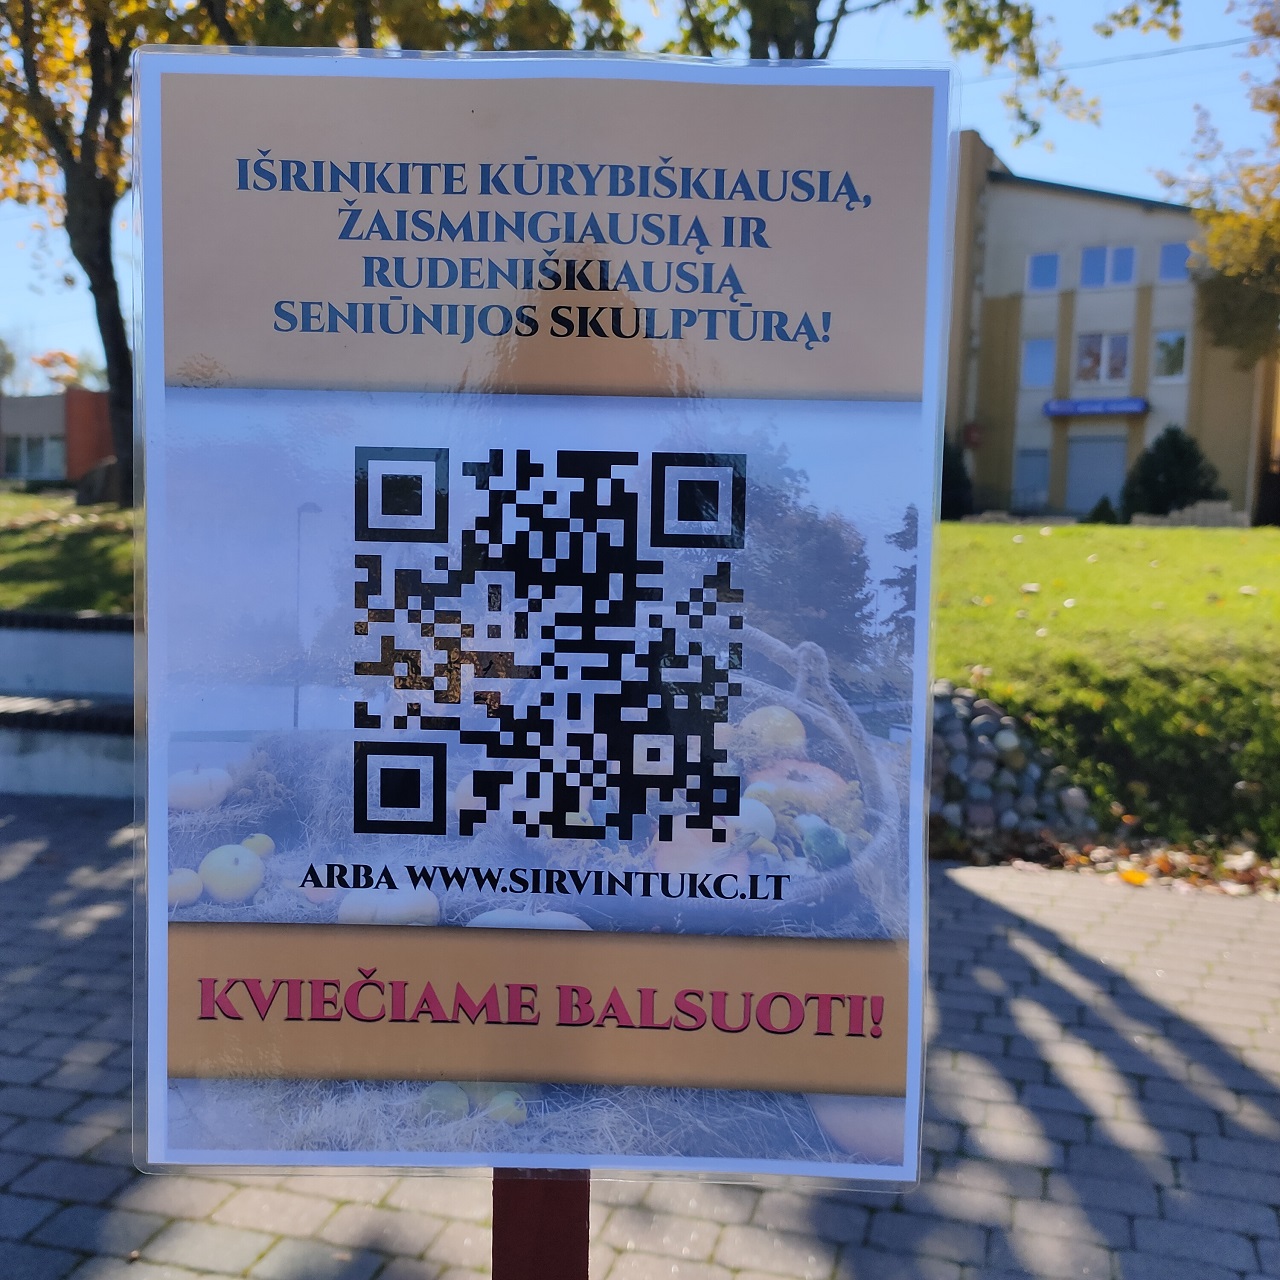 IŠRINKITE KŪRYBIŠKIAUSIĄ,
ŽAISMINGIAUSIĄ IR
RUDENIŠKIAUSIĄ
SENIŪNIJOS SKULPTŪRĄ!
ARBA WWW.SIRVINTUKC.LT
KVIEČIAME BALSUOTI!